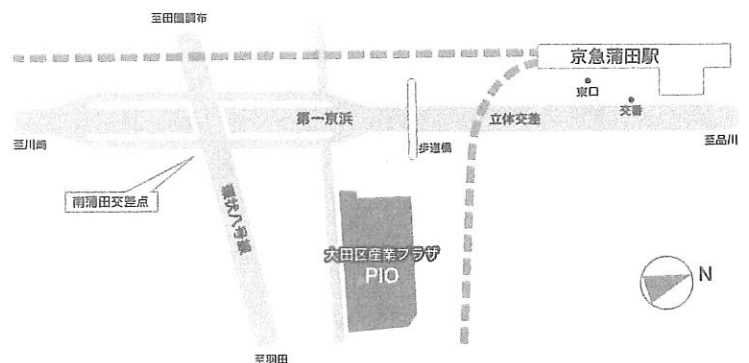 至田園調布
京急蒲田駅
東口
交番
第一京浜
立体交差
至川崎
歩道橋
至品川
南蒲田交差点
環状八号線
大田区産業プラザ
PIO
N
至羽田